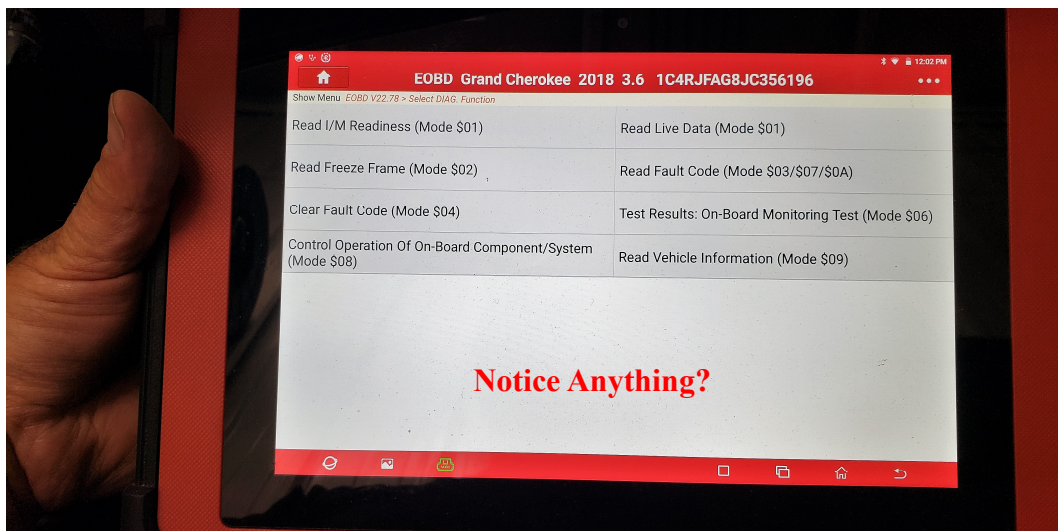 12:02 PM
EOBD Grand Cherokee 2018 3.6 1C4RJFAG8JC356196
Show Menu EOBD V22.78 > Select DIAG. Function
Read I/M Readiness (Mode $01)
Read Live Data (Mode $01)
Read Freeze Frame (Mode $02)
Read Fault Code (Mode $03/$07/$0A)
Clear Fault Code (Mode $04)
Test Results: On-Board Monitoring Test (Mode $06)
Control Operation Of On-Board Component/System
(Mode $08)
Read Vehicle Information (Mode $09)
Notice Anything?